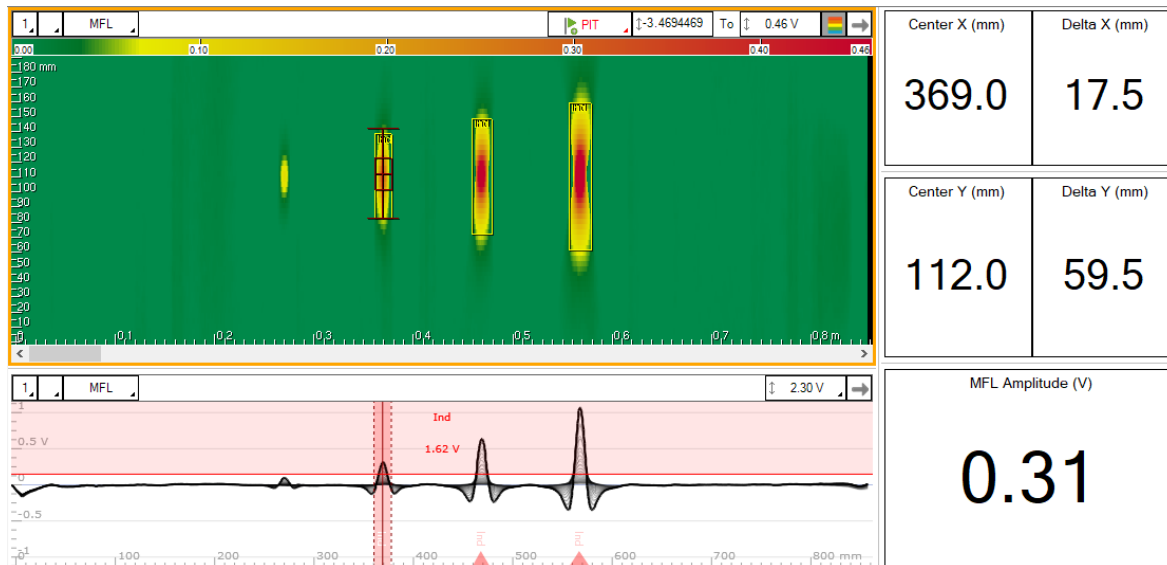 1 MFL PIT -3.4694469 To 0.46 V
0.00 0.10 0.20 0.30 0.40 0.46
180 mm
170
160
150
140
130
120
110
100
90
80
70
60
50
40
30
20
10
0 0.1 0.2 0.3 0.4 0.5 0.6 0.7 0.8 m
1 MFL 2.30 V
1
Ind
0.5 V
1.62 V
0
-0.5
Ind Ind
-1
0 100 200 300 400 500 600 700 800 mm
Center X (mm) Delta X (mm)
369.0 17.5
Center Y (mm) Delta Y (mm)
112.0 59.5
MFL Amplitude (V)
0.31